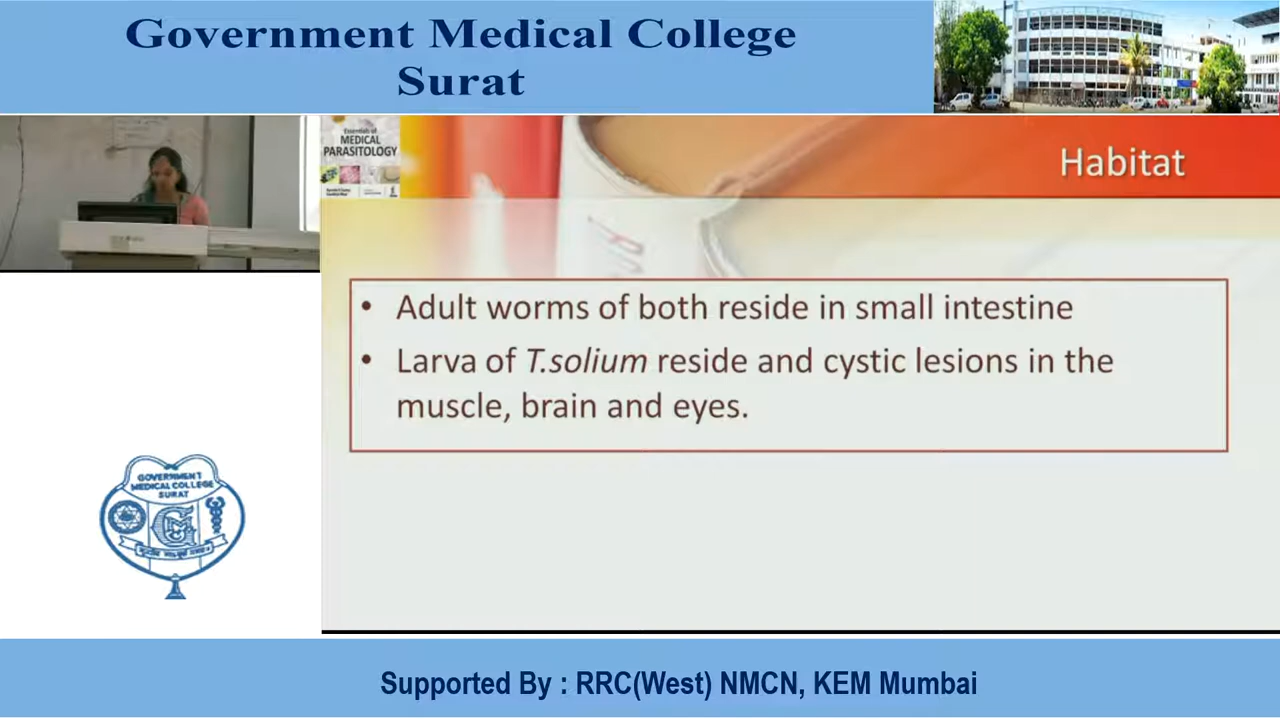 Government Medical College
Surat
Essentials of
MEDICAL
PARASITOLOGY
Habitat
• Adult worms of both reside in small intestine
• Larva of T.solium reside and cystic lesions in the
muscle, brain and eyes.
GOVERNMENT
MEDICAL COLLEGE
SURAT
Supported By : RRC(West) NMCN, KEM Mumbai